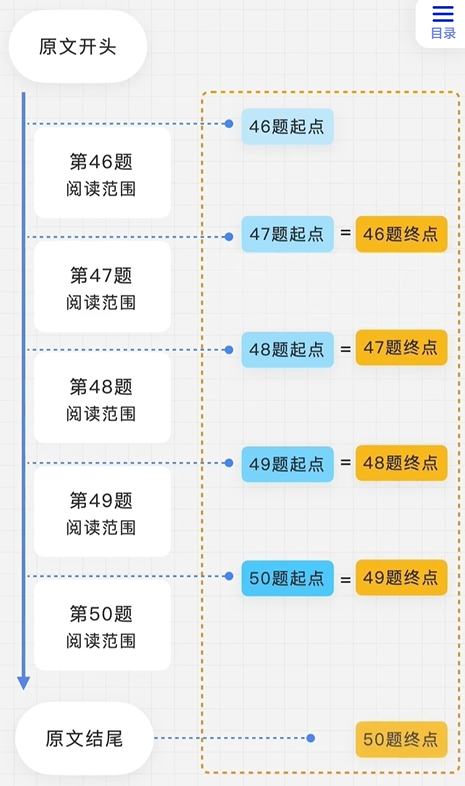 原文开头
目录
46题起点
第46题
阅读范围
47题起点 = 46题终点
第47题
阅读范围
48题起点 = 47题终点
第48题
阅读范围
49题起点 = 48题终点
第49题
阅读范围
50题起点 = 49题终点
第50题
阅读范围
原文结尾
50题终点